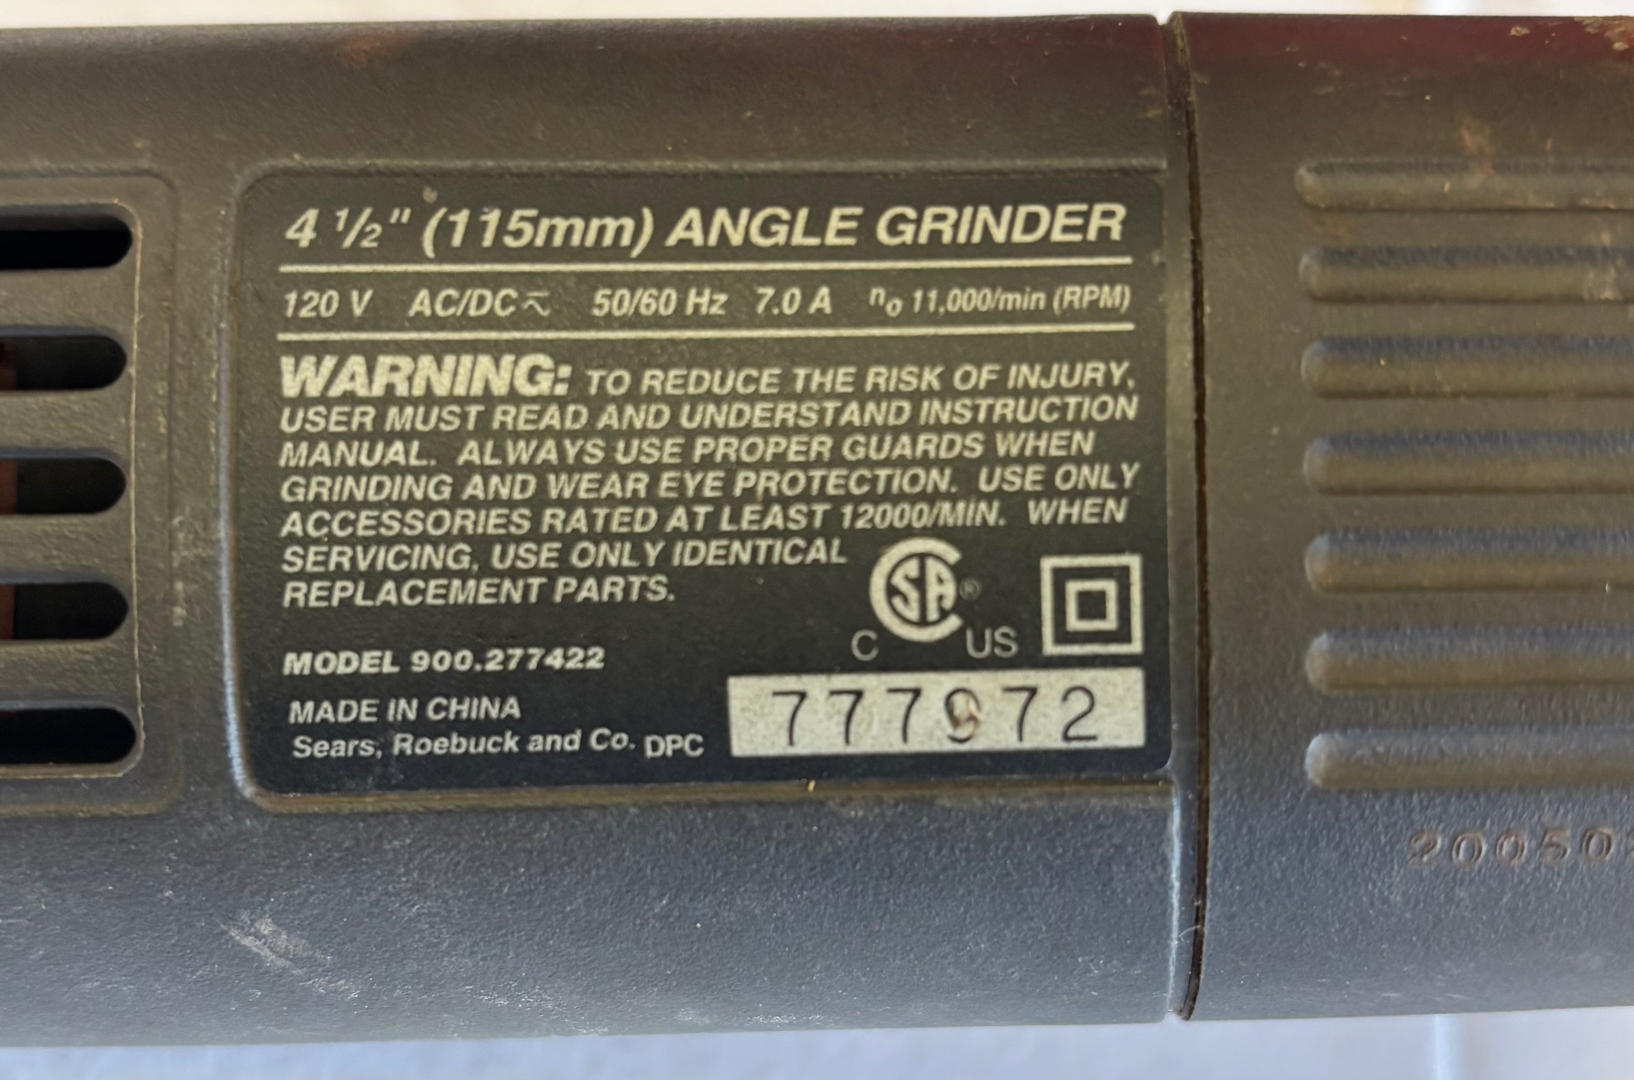 4 ½" (115mm) ANGLE GRINDER
120 V AC/DC⏦ 50/60 Hz 7.0 A n₀ 11,000/min (RPM)
WARNING: TO REDUCE THE RISK OF INJURY,
USER MUST READ AND UNDERSTAND INSTRUCTION
MANUAL. ALWAYS USE PROPER GUARDS WHEN
GRINDING AND WEAR EYE PROTECTION. USE ONLY
ACCESSORIES RATED AT LEAST 12000/MIN. WHEN
SERVICING, USE ONLY IDENTICAL
REPLACEMENT PARTS.
C CSA® US
MODEL 900.277422
MADE IN CHINA
Sears, Roebuck and Co. DPC
777972